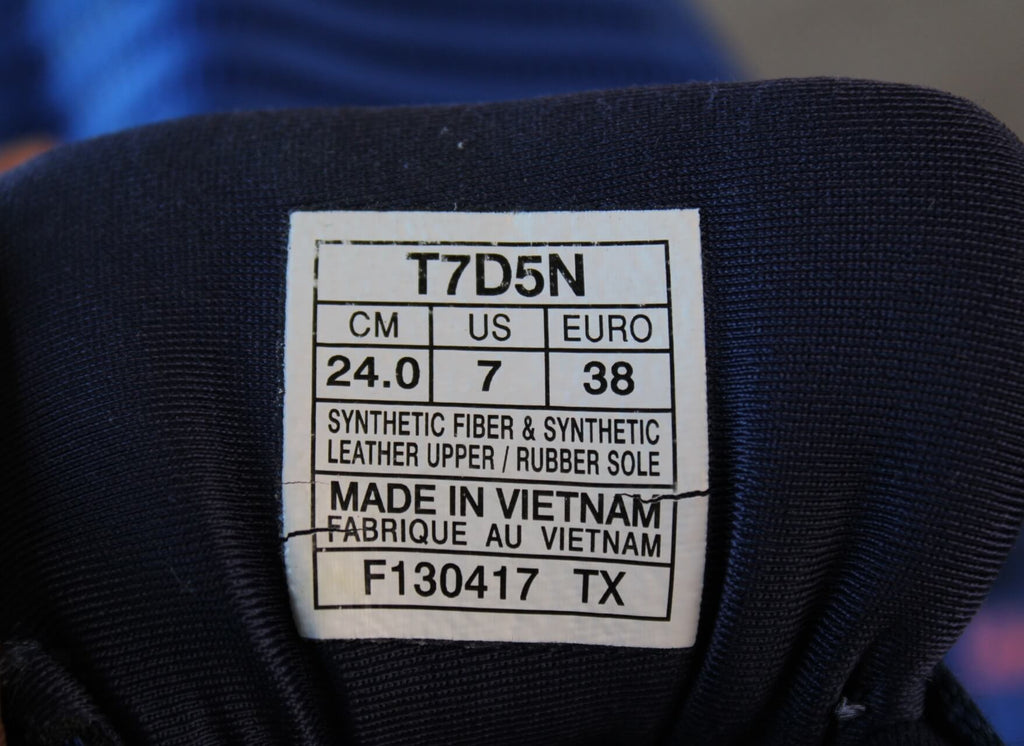 T7D5N
CM US EURO
24.0 7 38
SYNTHETIC FIBER & SYNTHETIC
LEATHER UPPER / RUBBER SOLE
MADE IN VIETNAM
FABRIQUE AU VIETNAM
F130417 TX